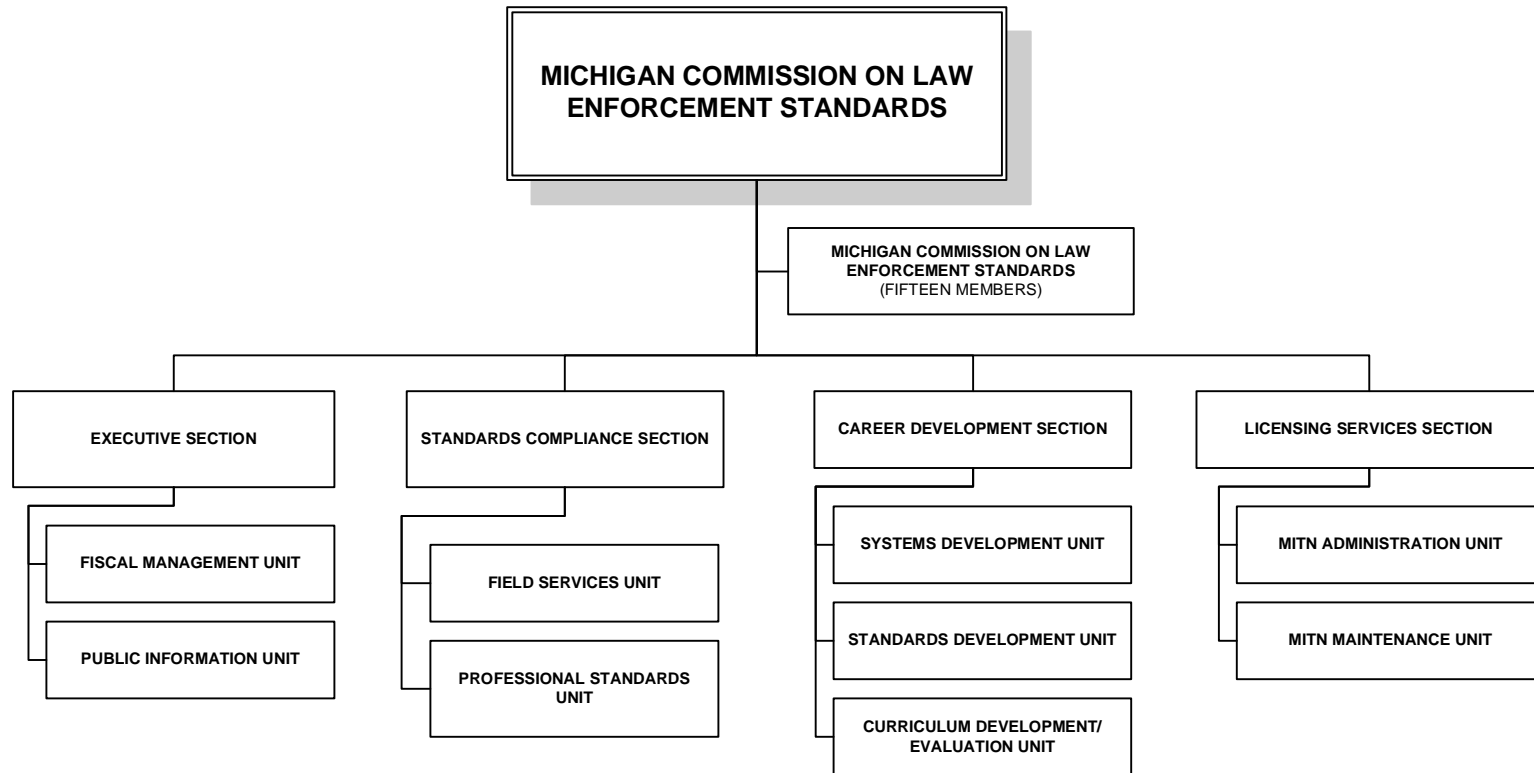 MICHIGAN COMMISSION ON LAW
ENFORCEMENT STANDARDS
MICHIGAN COMMISSION ON LAW
ENFORCEMENT STANDARDS
(FIFTEEN MEMBERS)
EXECUTIVE SECTION
FISCAL MANAGEMENT UNIT
PUBLIC INFORMATION UNIT
STANDARDS COMPLIANCE SECTION
FIELD SERVICES UNIT
PROFESSIONAL STANDARDS
UNIT
CAREER DEVELOPMENT SECTION
SYSTEMS DEVELOPMENT UNIT
STANDARDS DEVELOPMENT UNIT
CURRICULUM DEVELOPMENT/
EVALUATION UNIT
LICENSING SERVICES SECTION
MITN ADMINISTRATION UNIT
MITN MAINTENANCE UNIT